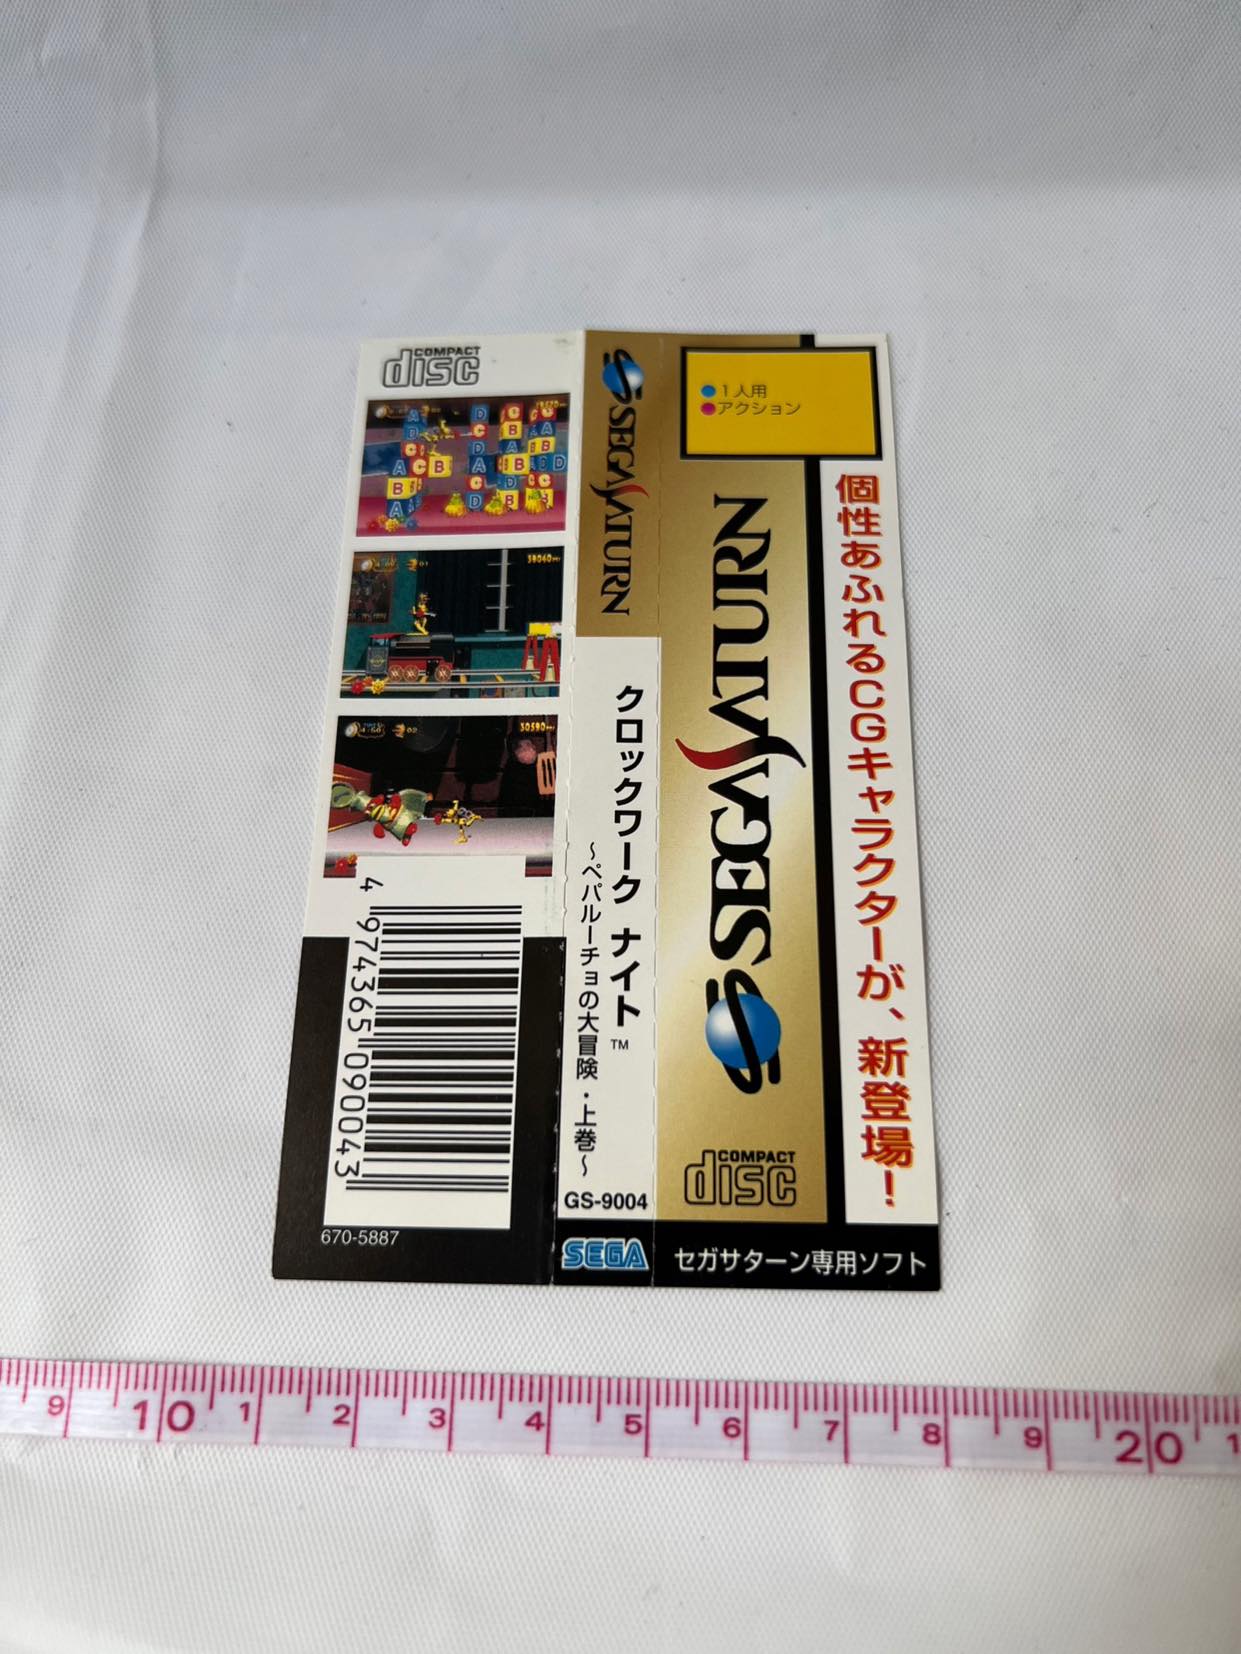 COMPACT
disc
4 974365 090043
670-5887
SEGA SATURN
クロックワーク ナイト™
～ペパルーチョの大冒険・上巻～
GS-9004
SEGA
●1人用
●アクション
SEGA SATURN
COMPACT
disc
個性あふれるCGキャラクターが、新登場！
セガサターン専用ソフト
9 10 1 2 3 4 5 6 7 8 9 20 1